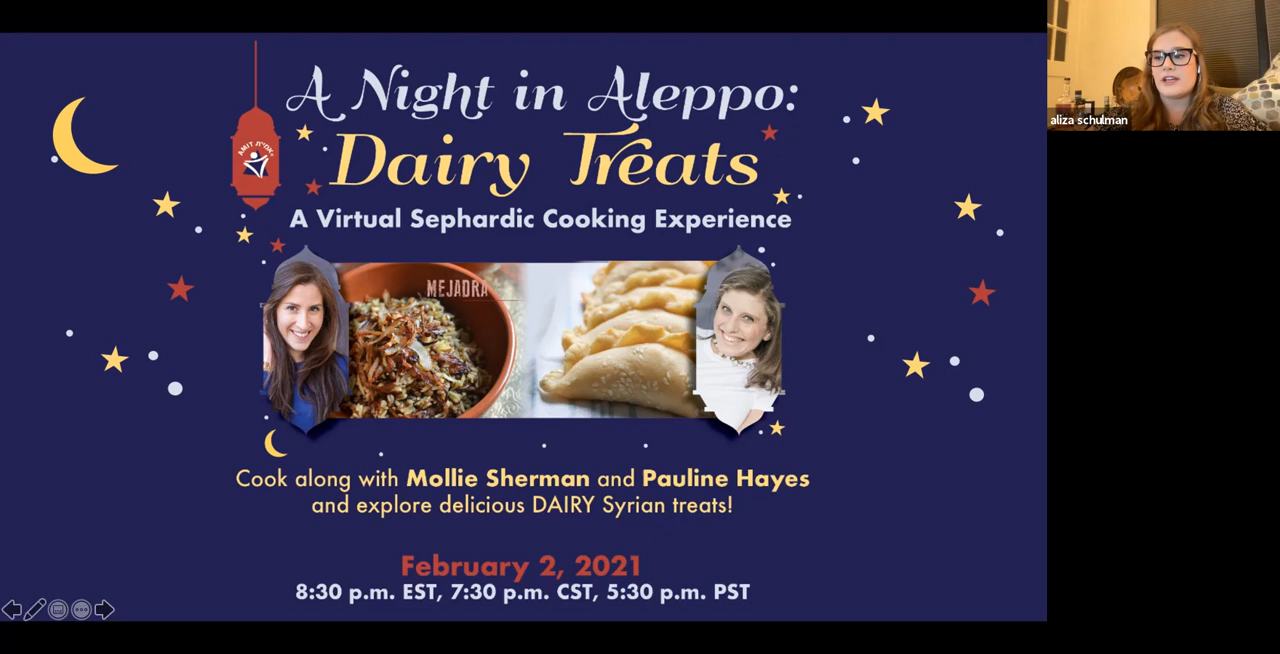 A Night in Aleppo:
Dairy Treats
AMIT אמית
A Virtual Sephardic Cooking Experience
MEJADRA
Cook along with Mollie Sherman and Pauline Hayes
and explore delicious DAIRY Syrian treats!
February 2, 2021
8:30 p.m. EST, 7:30 p.m. CST, 5:30 p.m. PST
aliza schulman